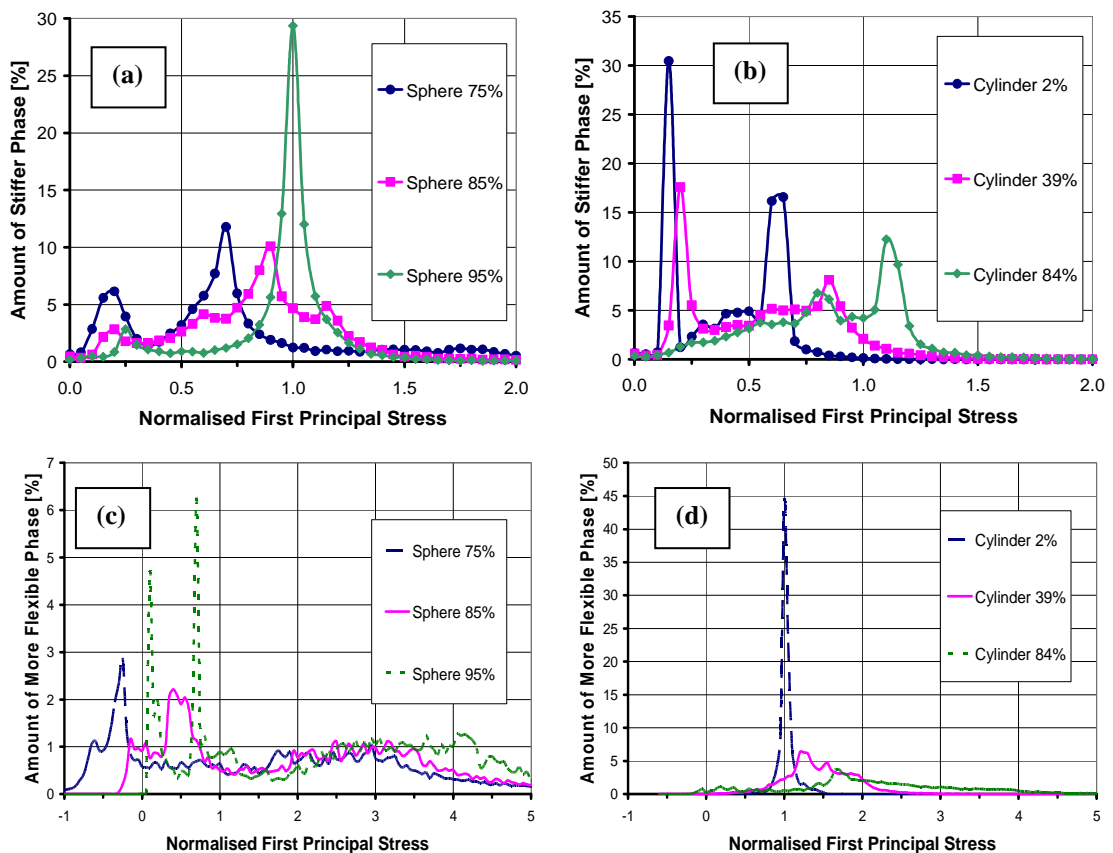 (a)
Amount of Stiffer Phase [%]
30
25
20
15
10
5
0
0.0 0.5 1.0 1.5 2.0
Normalised First Principal Stress
Sphere 75%
Sphere 85%
Sphere 95%
(b)
Amount of Stiffer Phase [%]
35
30
25
20
15
10
5
0
0.0 0.5 1.0 1.5 2.0
Normalised First Principal Stress
Cylinder 2%
Cylinder 39%
Cylinder 84%
(c)
Amount of More Flexible Phase [%]
7
6
5
4
3
2
1
0
-1 0 1 2 3 4 5
Normalised First Principal Stress
Sphere 75%
Sphere 85%
Sphere 95%
(d)
Amount of More Flexible Phase [%]
50
45
40
35
30
25
20
15
10
5
0
-1 0 1 2 3 4 5
Normalised First Principal Stress
Cylinder 2%
Cylinder 39%
Cylinder 84%